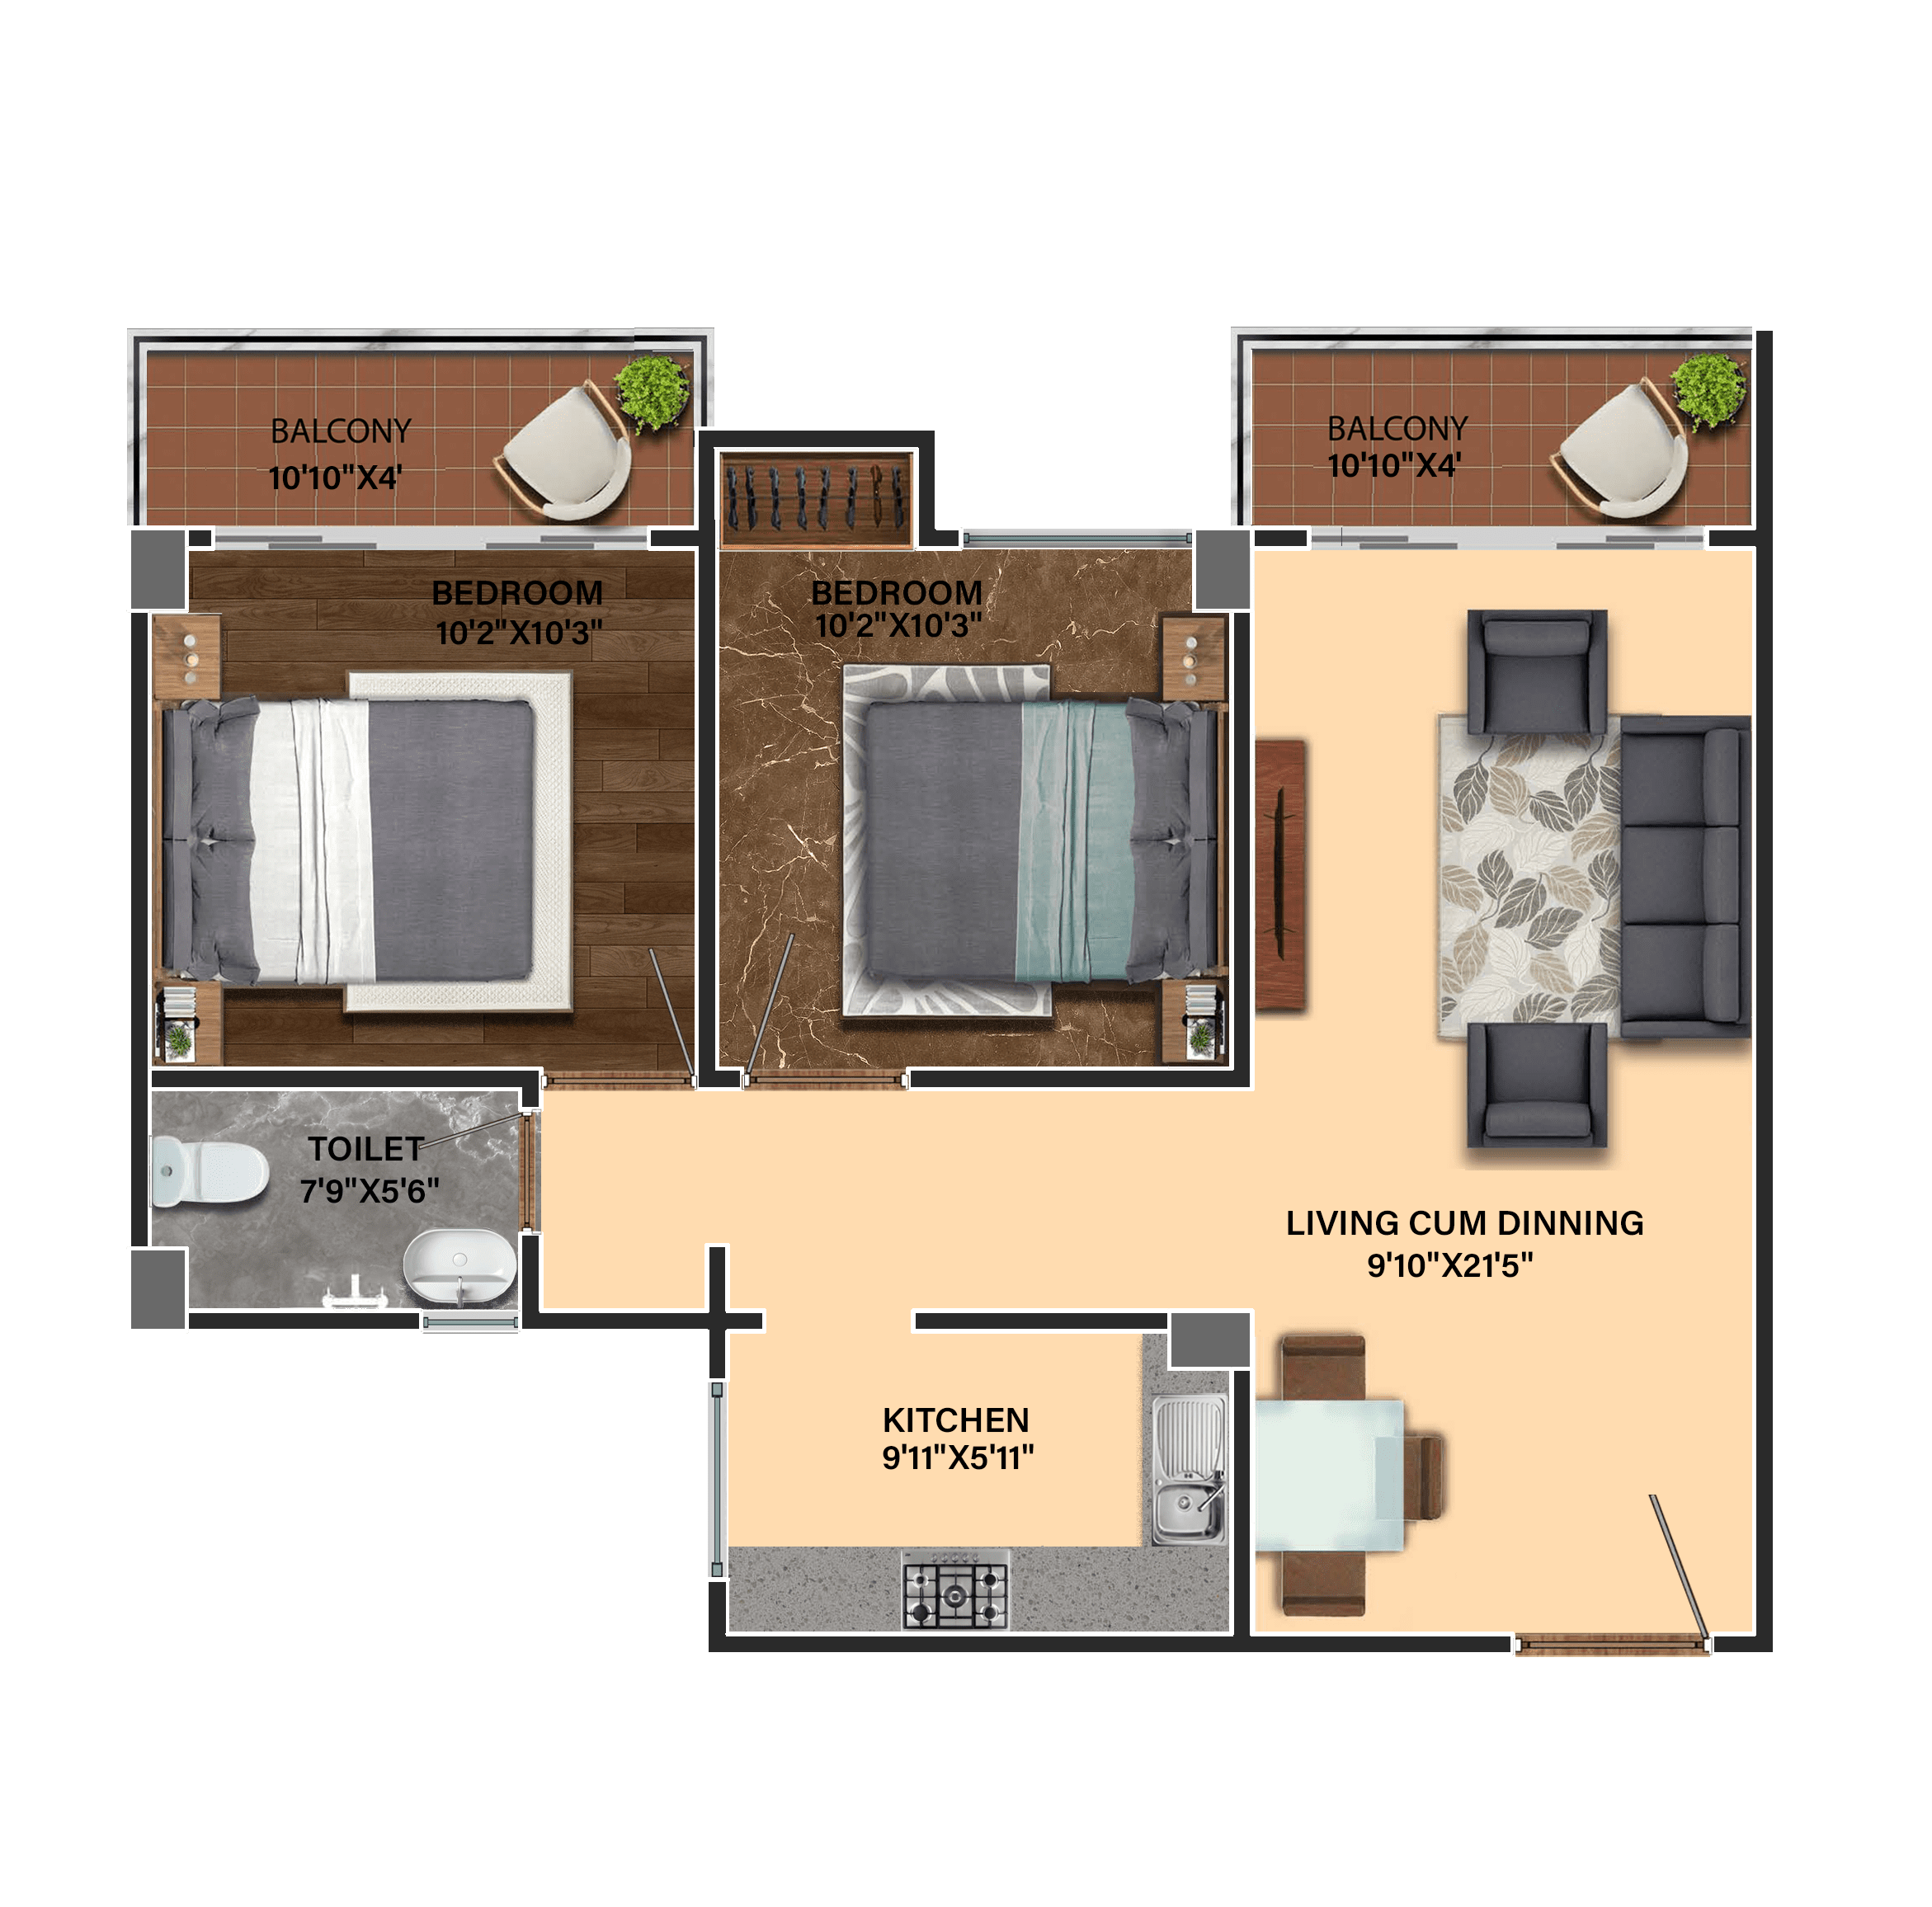 BALCONY
10'10"X4'
BALCONY
10'10"X4'
BEDROOM
10'2"X10'3"
BEDROOM
10'2"X10'3"
TOILET
7'9"X5'6"
LIVING CUM DINNING
9'10"X21'5"
KITCHEN
9'11"X5'11"